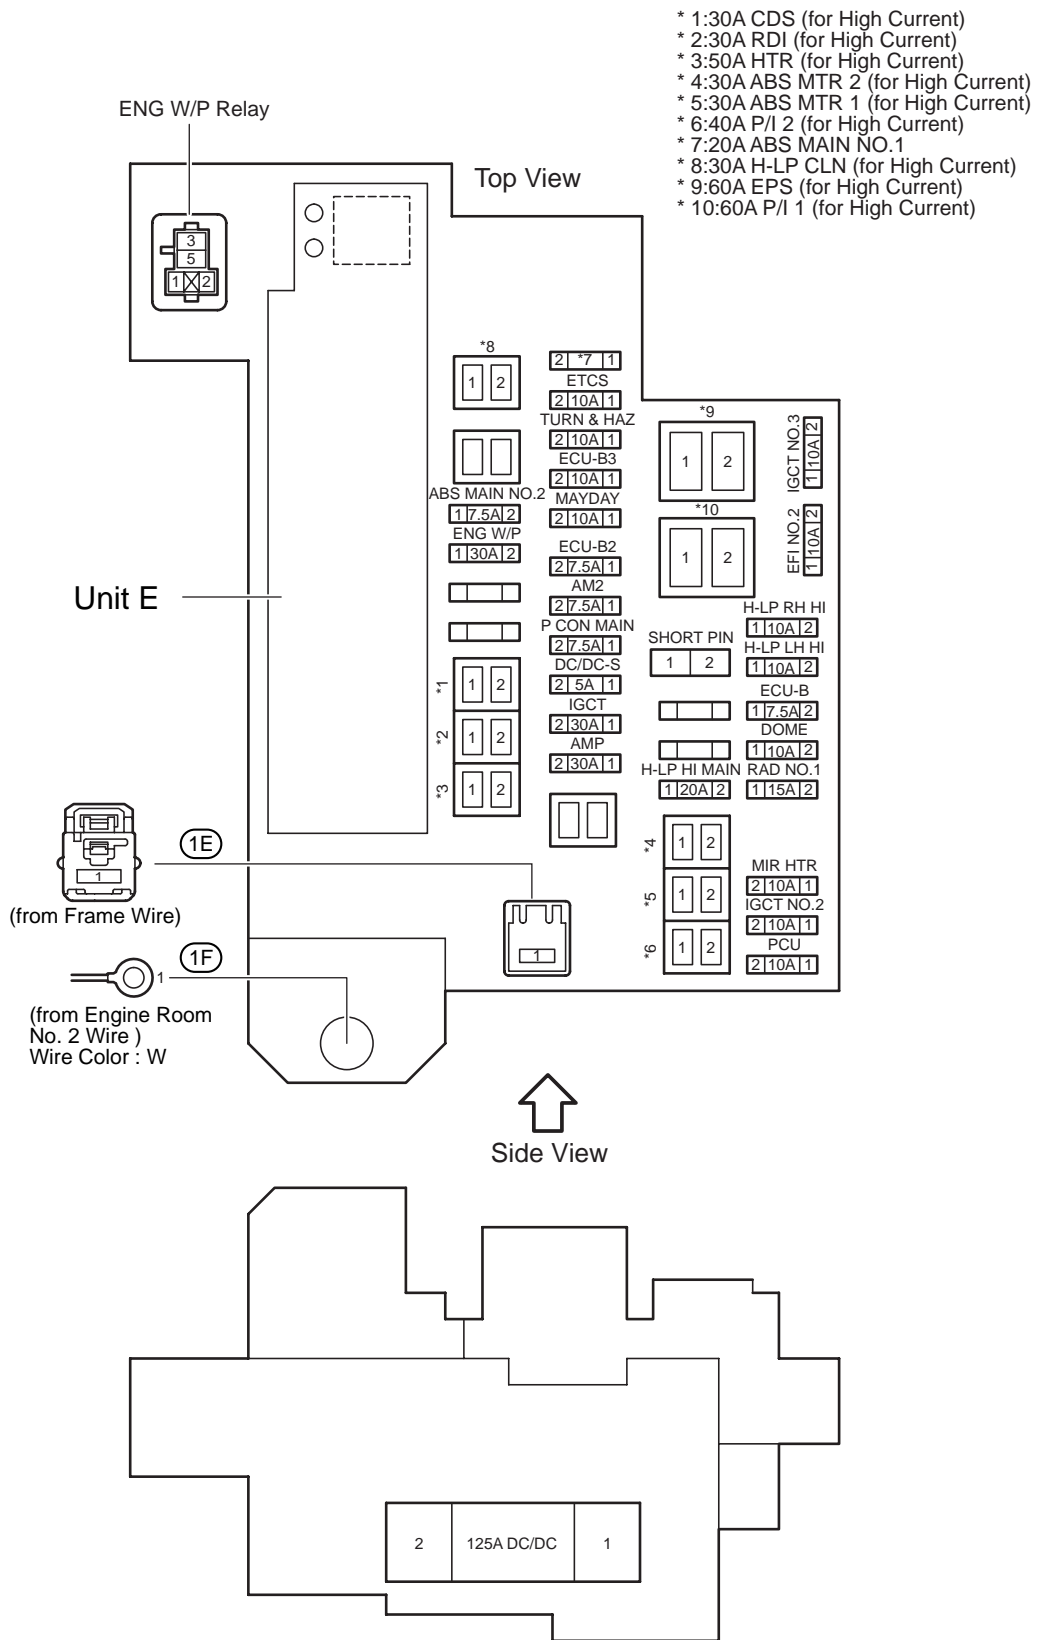 * 1:30A CDS (for High Current)
* 2:30A RDI (for High Current)
* 3:50A HTR (for High Current)
* 4:30A ABS MTR 2 (for High Current)
* 5:30A ABS MTR 1 (for High Current)
* 6:40A P/I 2 (for High Current)
* 7:20A ABS MAIN NO.1
* 8:30A H-LP CLN (for High Current)
* 9:60A EPS (for High Current)
* 10:60A P/I 1 (for High Current)
ENG W/P Relay
Top View
3
5
1 2
*8
1 2
ABS MAIN NO.2
1 7.5A 2
ENG W/P
1 30A 2
Unit E
*1
1 2
*2
1 2
*3
1 2
2 *7 1
ETCS
2 10A 1
TURN & HAZ
2 10A 1
ECU-B3
2 10A 1
MAYDAY
2 10A 1
ECU-B2
2 7.5A 1
AM2
2 7.5A 1
P CON MAIN
2 7.5A 1
DC/DC-S
2 5A 1
IGCT
2 30A 1
AMP
2 30A 1
*9
1 2
*10
1 2
IGCT NO.3
1 10A 2
EFI NO.2
1 10A 2
SHORT PIN
1 2
H-LP RH HI
1 10A 2
H-LP LH HI
1 10A 2
ECU-B
1 7.5A 2
DOME
1 10A 2
H-LP HI MAIN
1 20A 2
RAD NO.1
1 15A 2
*4
1 2
*5
1 2
*6
1 2
MIR HTR
2 10A 1
IGCT NO.2
2 10A 1
PCU
2 10A 1
1E
1
1
(from Frame Wire)
1F
1
(from Engine Room
No. 2 Wire )
Wire Color : W
Side View
2 125A DC/DC 1